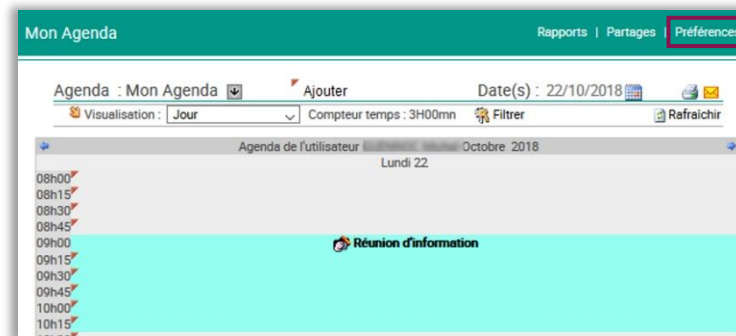 Mon Agenda Rapports | Partages | Préférences
Agenda : Mon Agenda Ajouter Date(s) : 22/10/2018
Visualisation : Jour Compteur temps : 3H00mn Filtrer Rafraichir
Agenda de l'utilisateur Octobre 2018
Lundi 22
08h00
08h15
08h30
08h45
09h00 Réunion d'information
09h15
09h30
09h45
10h00
10h15